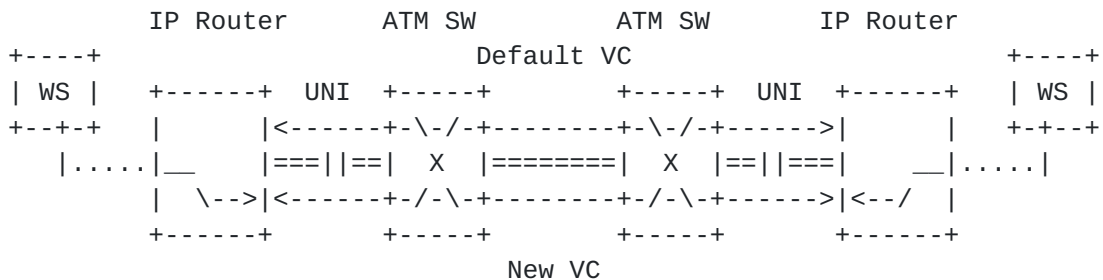 IP Router     ATM SW         ATM SW      IP Router
+----+                       Default VC                       +----+
| WS |   +------+  UNI  +-----+        +-----+  UNI  +------+   | WS |
+--+-+   |      |<------+-\-/-+--------+-\-/-+------>|      |   +-+--+
   |.....|__    |===||==|  X  |========|  X  |==||===|    __|.....|
         |  \-->|<------+-/-\-+--------+-/-\-+------>|<--/  |
         +------+       +-----+        +-----+       +------+
                               New VC